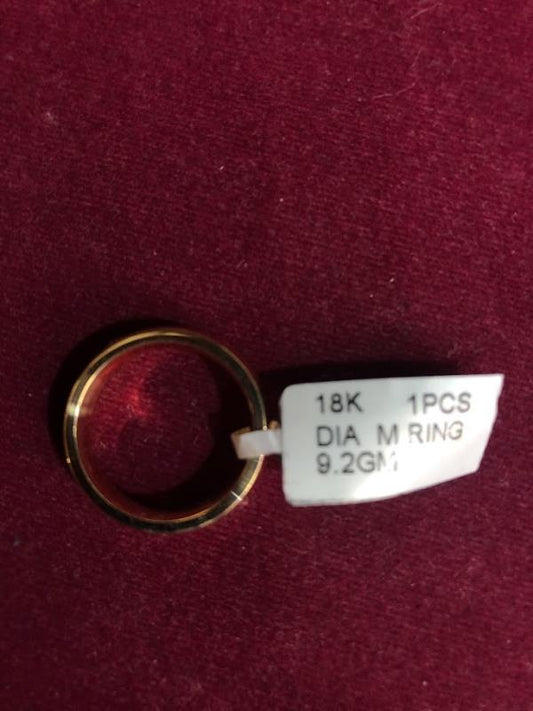 18K 1PCS
DIA M RING
9.2GM